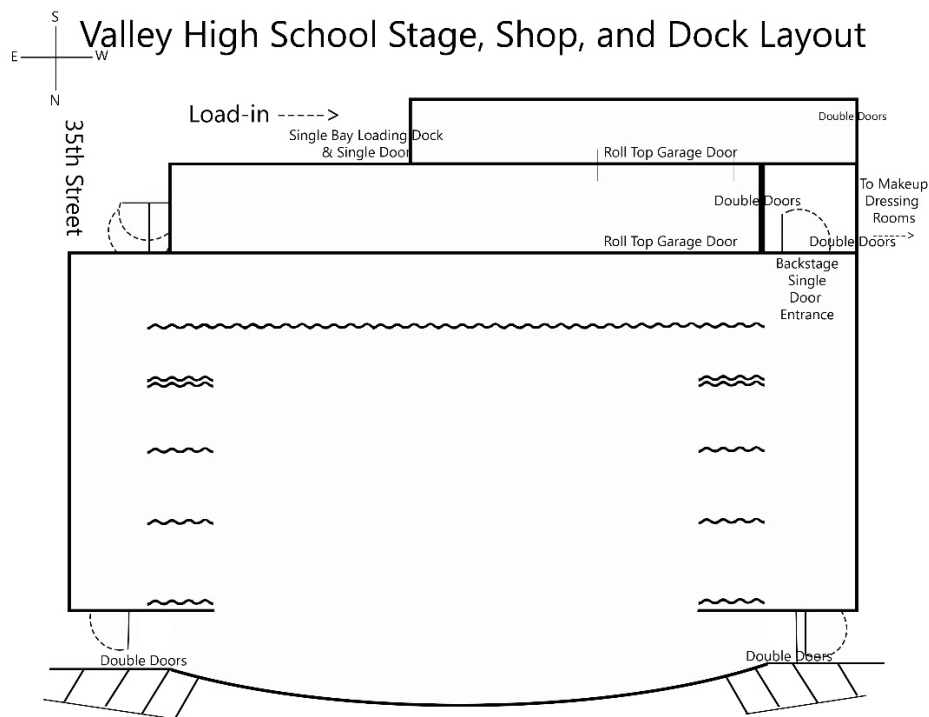 S
Valley High School Stage, Shop, and Dock Layout
E
W
N
35th Street
Load-in ----->
Single Bay Loading Dock
& Single Door
Double Doors
Roll Top Garage Door
To Makeup
Dressing
Rooms
----->
Double Doors
Roll Top Garage Door
Double Doors
Backstage
Single
Door
Entrance
Double Doors
Double Doors